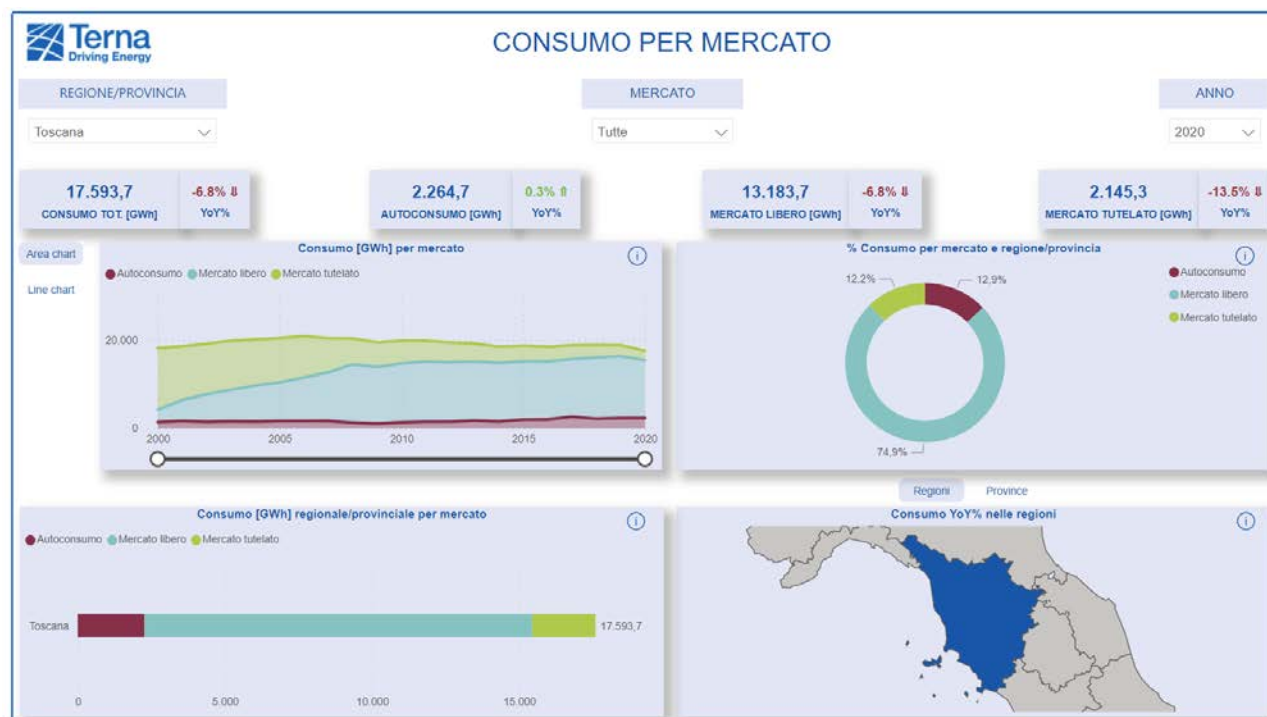 Terna
Driving Energy
CONSUMO PER MERCATO
REGIONE/PROVINCIA
MERCATO
ANNO
Toscana
Tutte
2020
17.593,7
CONSUMO TOT. [GWh]
-6.8% ⇓
YoY%
2.264,7
AUTOCONSUMO [GWh]
0.3% ⇑
YoY%
13.183,7
MERCATO LIBERO [GWh]
-6.8% ⇓
YoY%
2.145,3
MERCATO TUTELATO [GWh]
-13.5% ⇓
YoY%
Area chart
Line chart
Consumo [GWh] per mercato
Autoconsumo Mercato libero Mercato tutelato
20.000
0
2000 2005 2010 2015 2020
% Consumo per mercato e regione/provincia
12,2%
12,9%
74,9%
Autoconsumo
Mercato libero
Mercato tutelato
Regioni Province
Consumo [GWh] regionale/provinciale per mercato
Autoconsumo Mercato libero Mercato tutelato
Toscana
17.593,7
0 5.000 10.000 15.000
Consumo YoY% nelle regioni